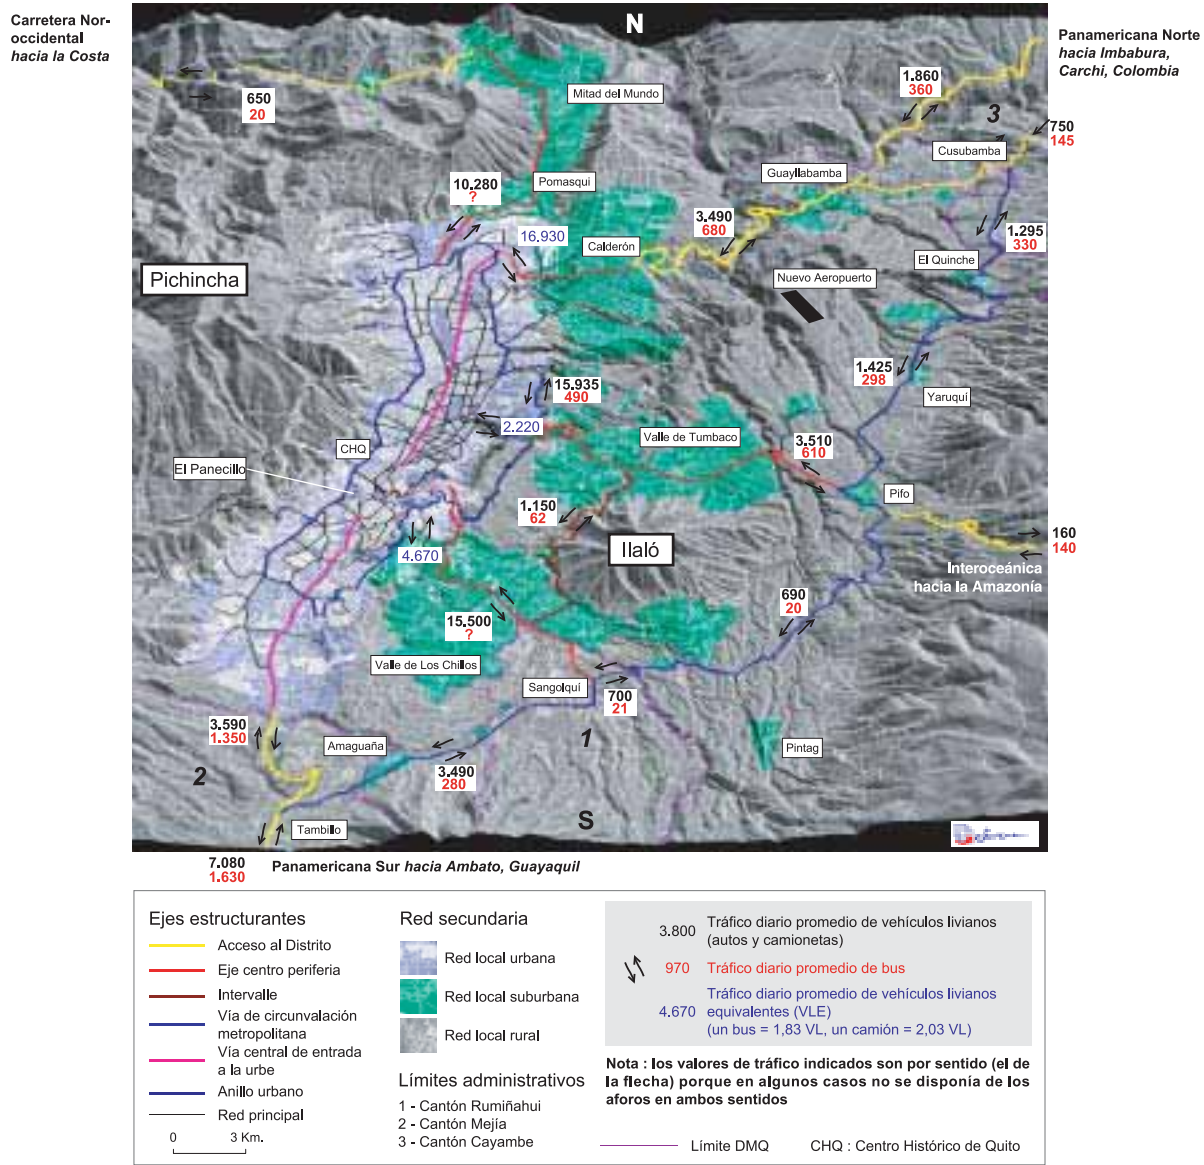 Carretera Nor-
occidental
hacia la Costa
N
Panamericana Norte
hacia Imbabura,
Carchi, Colombia
650
20
Mitad del Mundo
1.860
360
3
750
145
Cusubamba
Guayllabamba
10.280
?
Pomasqui
3.490
680
16,930
Calderón
1.295
330
El Quinche
Pichincha
Nuevo Aeropuerto
15.935
490
1.425
298
Yaruquí
2.220
CHQ
Valle de Tumbaco
3.510
610
El Panecillo
Pifo
1.150
62
4.670
Ilaló
160
140
Interoceánica
hacia la Amazonía
690
20
15.500
?
Valle de Los Chillos
Sangolquí
700
21
1
3.590
1.350
Amaguaña
2
3.490
280
Pintag
Tambillo
S
7.080
1.630
Panamericana Sur hacia Ambato, Guayaquil
Ejes estructurantes
Acceso al Distrito
Eje centro periferia
Intervalle
Vía de circunvalación
metropolitana
Vía central de entrada
a la urbe
Anillo urbano
Red principal
0 3 Km.
Red secundaria
Red local urbana
Red local suburbana
Red local rural
Límites administrativos
1 - Cantón Rumiñahui
2 - Cantón Mejía
3 - Cantón Cayambe
3.800 Tráfico diario promedio de vehículos livianos
(autos y camionetas)
970 Tráfico diario promedio de bus
4.670 Tráfico diario promedio de vehículos livianos
equivalentes (VLE)
(un bus = 1,83 VL, un camión = 2,03 VL)
Nota : los valores de tráfico indicados son por sentido (el de
la flecha) porque en algunos casos no se disponía de los
aforos en ambos sentidos
Límite DMQ
CHQ : Centro Histórico de Quito